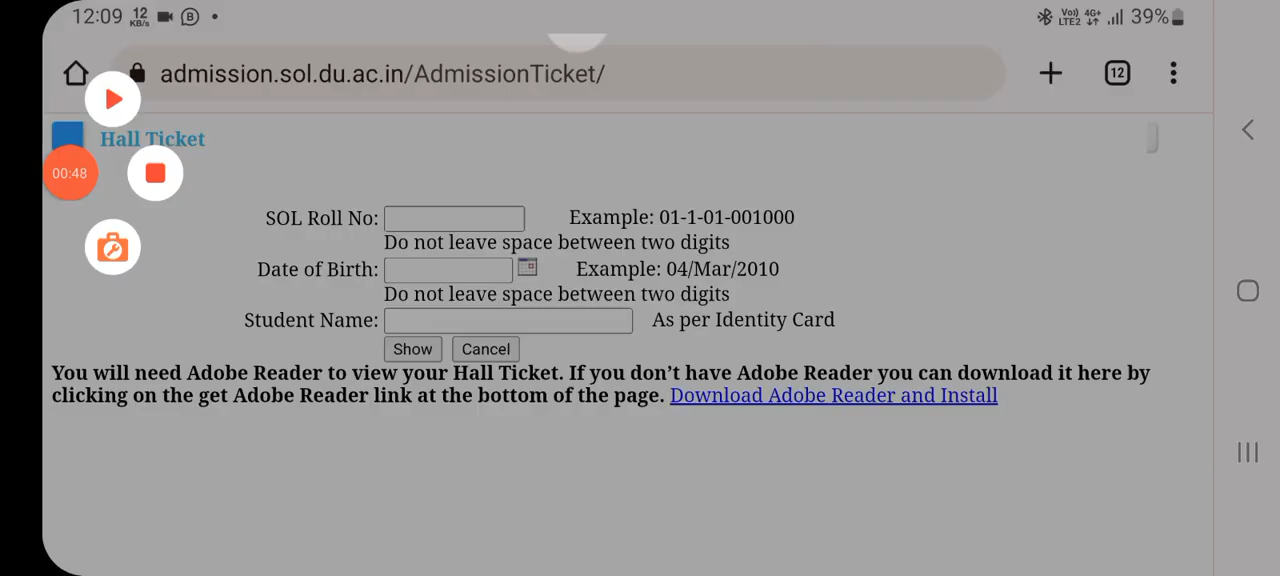 12:09 12 KB/s B
Vo)) LTE2 4G+ 39%
admission.sol.du.ac.in/AdmissionTicket/
12
Hall Ticket
00:48
SOL Roll No: Example: 01-1-01-001000
Do not leave space between two digits
Date of Birth: Example: 04/Mar/2010
Do not leave space between two digits
Student Name: As per Identity Card
Show Cancel
You will need Adobe Reader to view your Hall Ticket. If you don’t have Adobe Reader you can download it here by
clicking on the get Adobe Reader link at the bottom of the page. Download Adobe Reader and Install